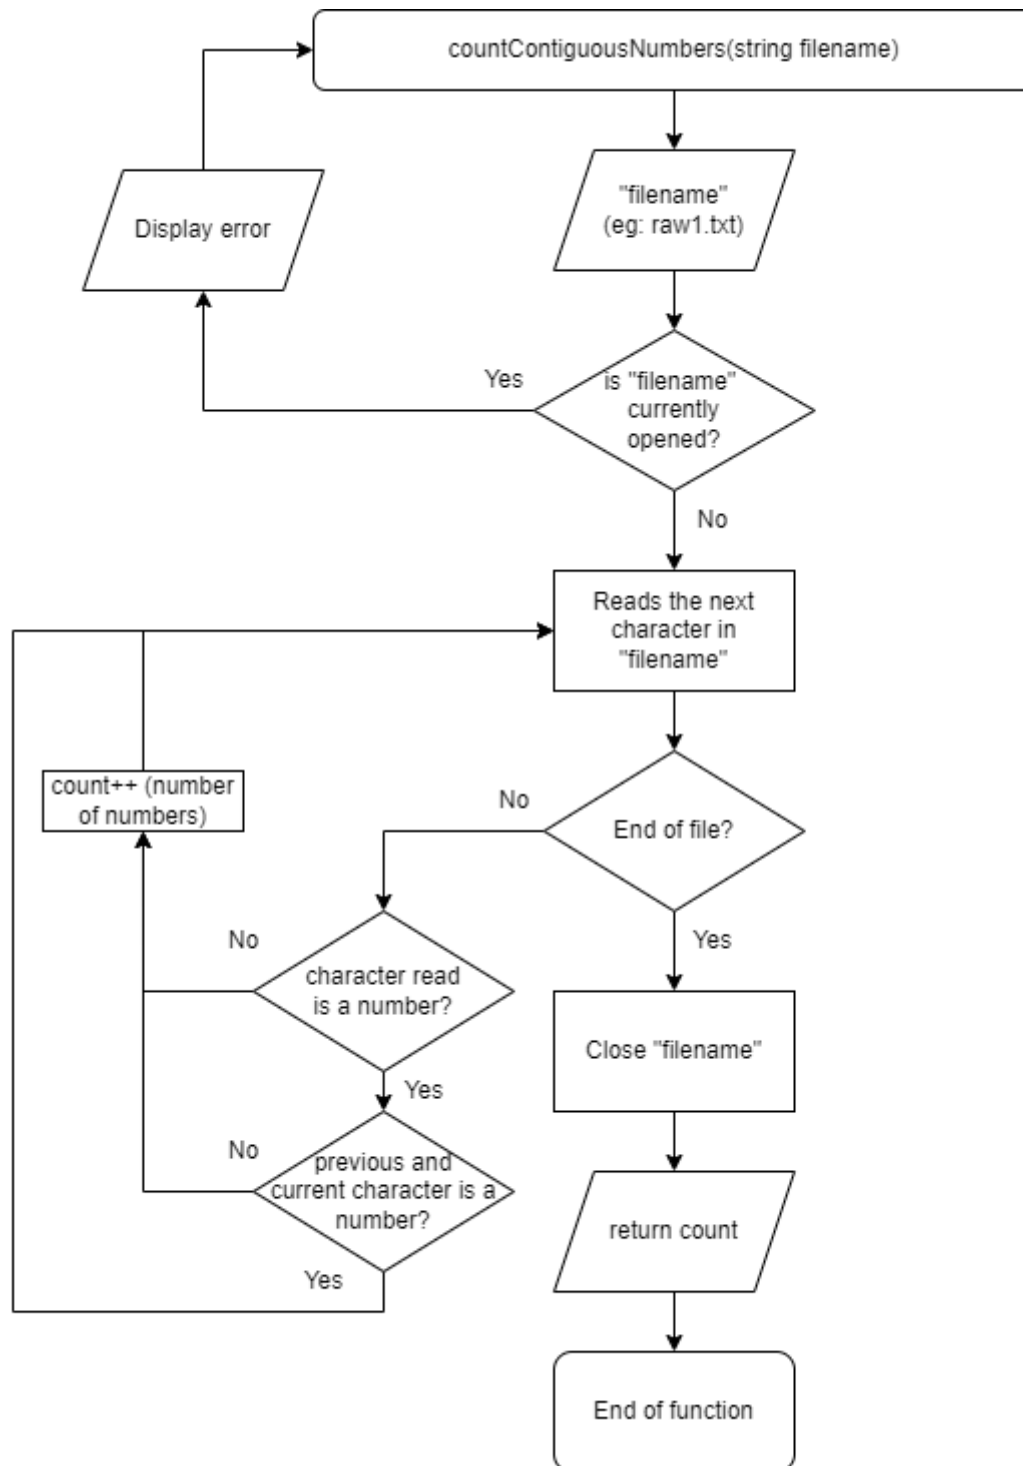 countContiguousNumbers(string filename)
"filename"
(eg: raw1.txt)
Display error
is "filename"
currently
opened?
Yes
No
Reads the next
character in
"filename"
End of file?
No
Yes
count++ (number
of numbers)
character read
is a number?
No
Yes
previous and
current character is a
number?
No
Yes
Close "filename"
return count
End of function